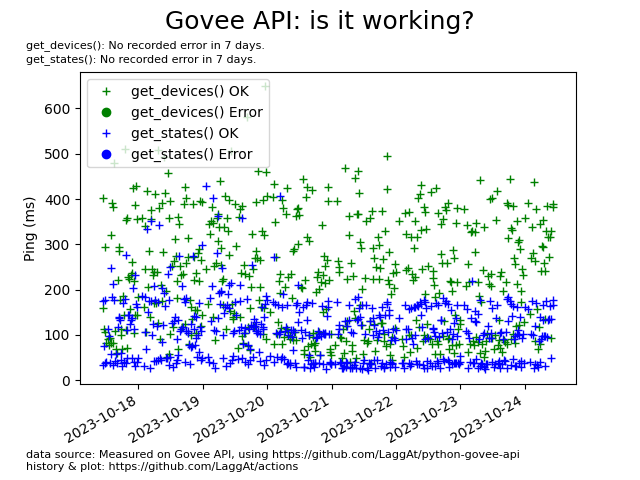 Govee API: is it working?
get_devices(): No recorded error in 7 days.
get_states(): No recorded error in 7 days.
get_devices() OK
get_devices() Error
get_states() OK
get_states() Error
Ping (ms)
600
500
400
300
200
100
0
2023-10-18
2023-10-19
2023-10-20
2023-10-21
2023-10-22
2023-10-23
2023-10-24
data source: Measured on Govee API, using https://github.com/LaggAt/python-govee-api
history & plot: https://github.com/LaggAt/actions